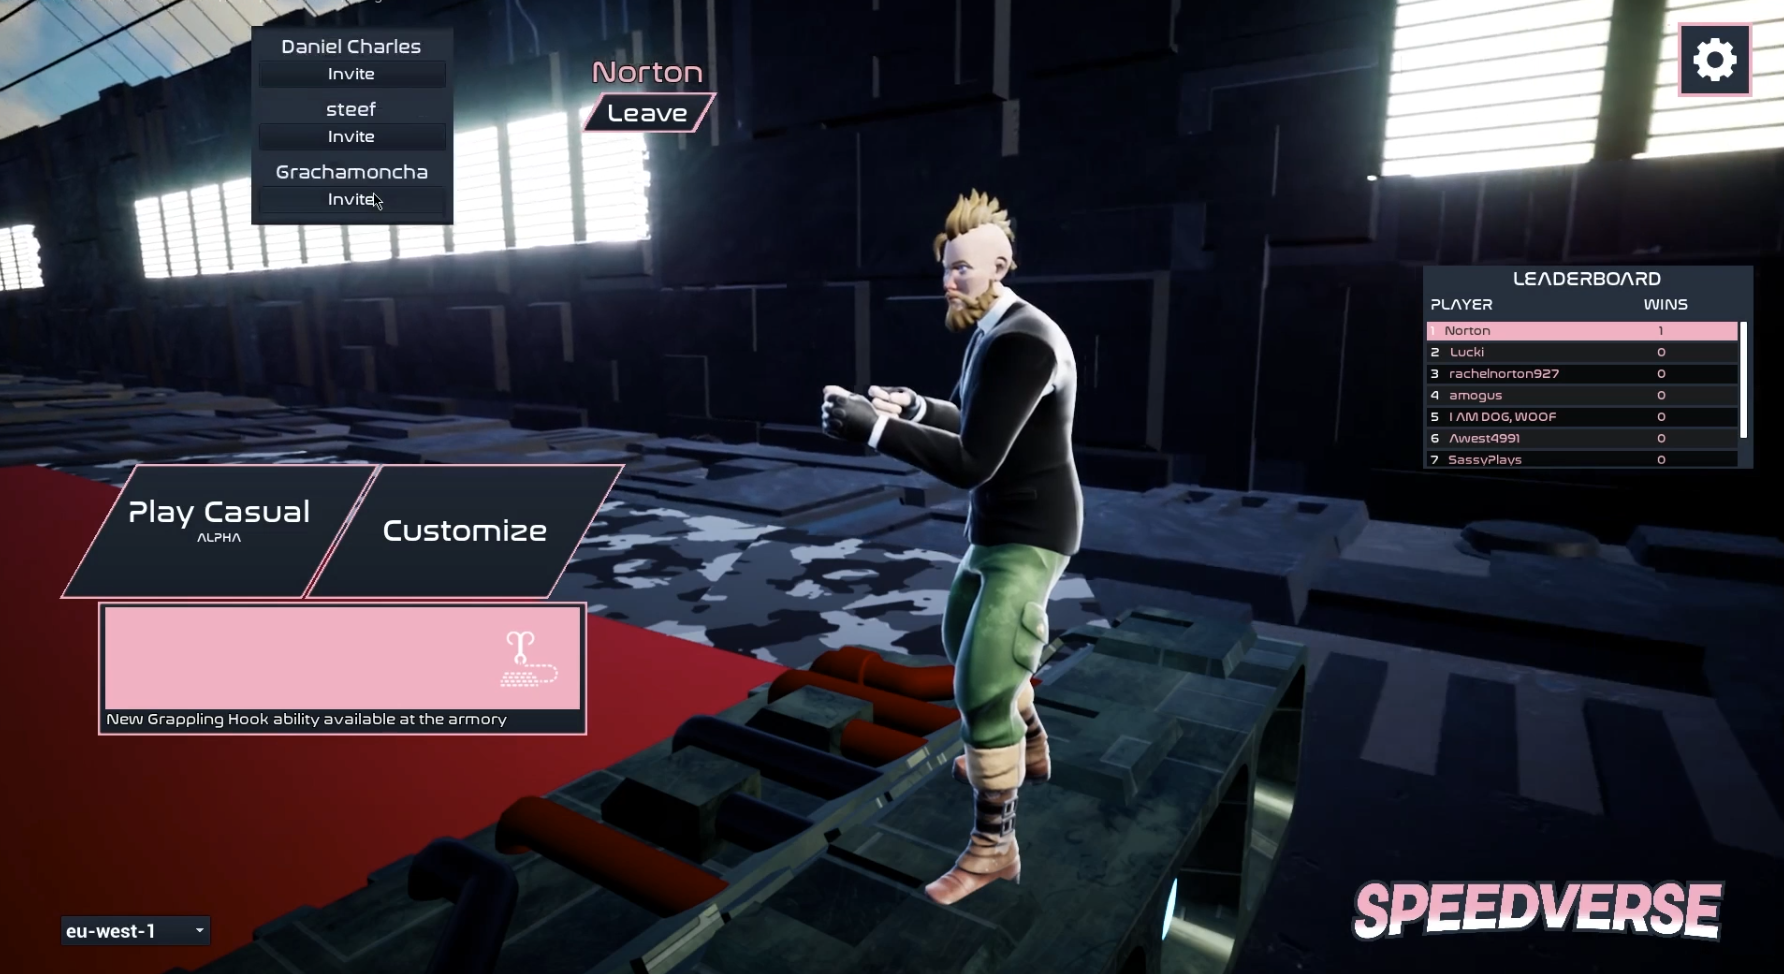 Daniel Charles
Invite
steef
Invite
Grachamoncha
Invite
Norton
Leave
LEADERBOARD
PLAYER WINS
1 Norton 1
2 Lucki 0
3 rachelnorton927 0
4 amogus 0
5 I AM DOG, WOOF 0
6 Awest4991 0
7 SassyPlays 0
Play Casual
ALPHA
Customize
New Grappling Hook ability available at the armory
eu-west-1
SPEEDVERSE